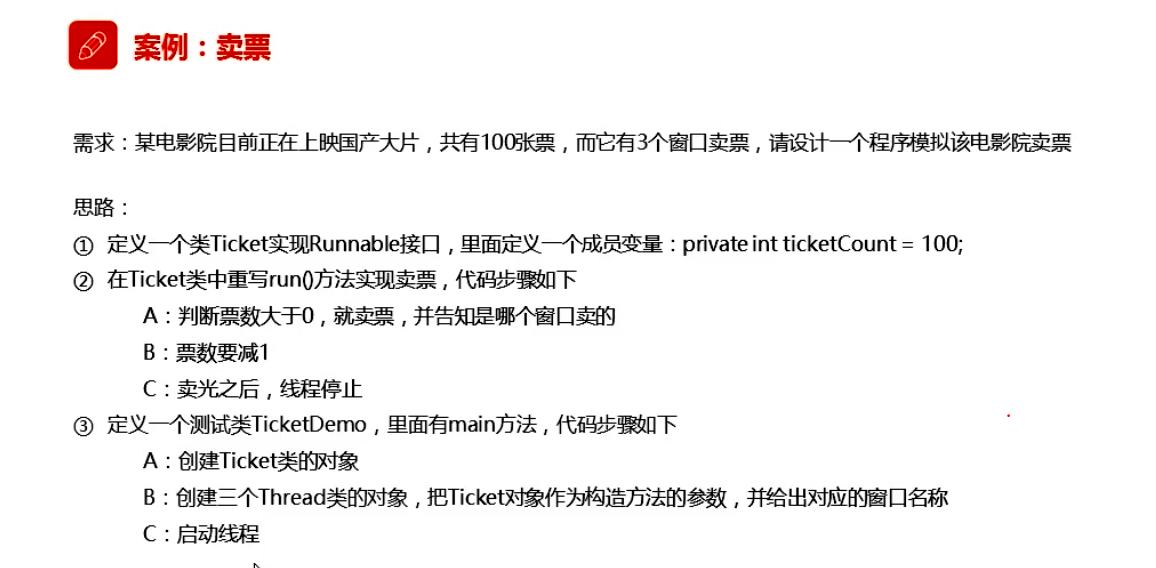 案例：卖票
需求：某电影院目前正在上映国产大片，共有100张票，而它有3个窗口卖票，请设计一个程序模拟该电影院卖票
思路：
① 定义一个类Ticket实现Runnable接口，里面定义一个成员变量：private int ticketCount = 100;
② 在Ticket类中重写run()方法实现卖票，代码步骤如下
A：判断票数大于0，就卖票，并告知是哪个窗口卖的
B：票数要减1
C：卖光之后，线程停止
③ 定义一个测试类TicketDemo，里面有main方法，代码步骤如下
A：创建Ticket类的对象
B：创建三个Thread类的对象，把Ticket对象作为构造方法的参数，并给出对应的窗口名称
C：启动线程